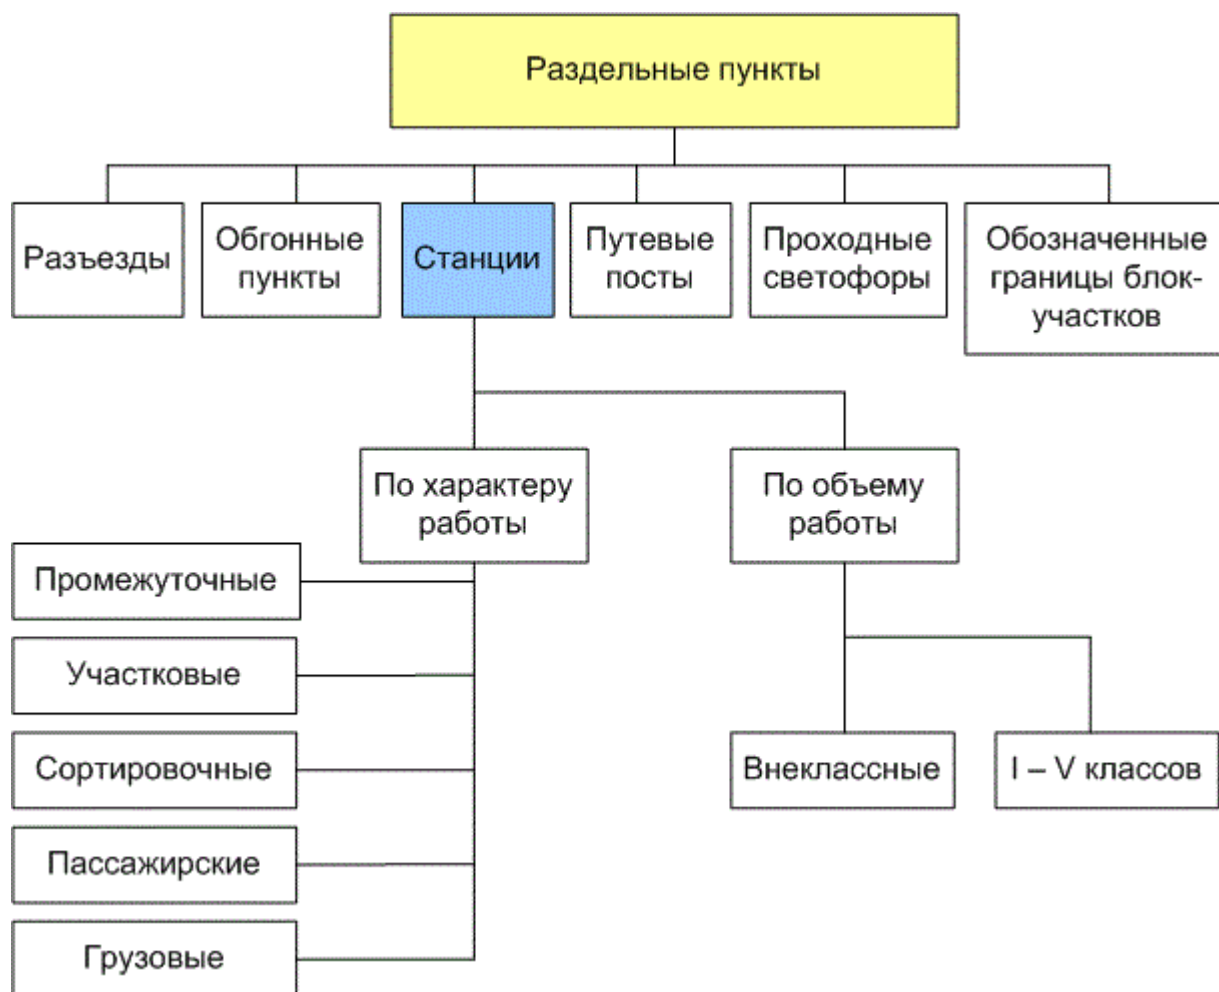 Раздельные пункты
Разъезды
Обгонные
пункты
Станции
Путевые
посты
Проходные
светофоры
Обозначенные
границы блок-
участков
По характеру
работы
По объему
работы
Промежуточные
Участковые
Сортировочные
Пассажирские
Грузовые
Внеклассные
I – V классов